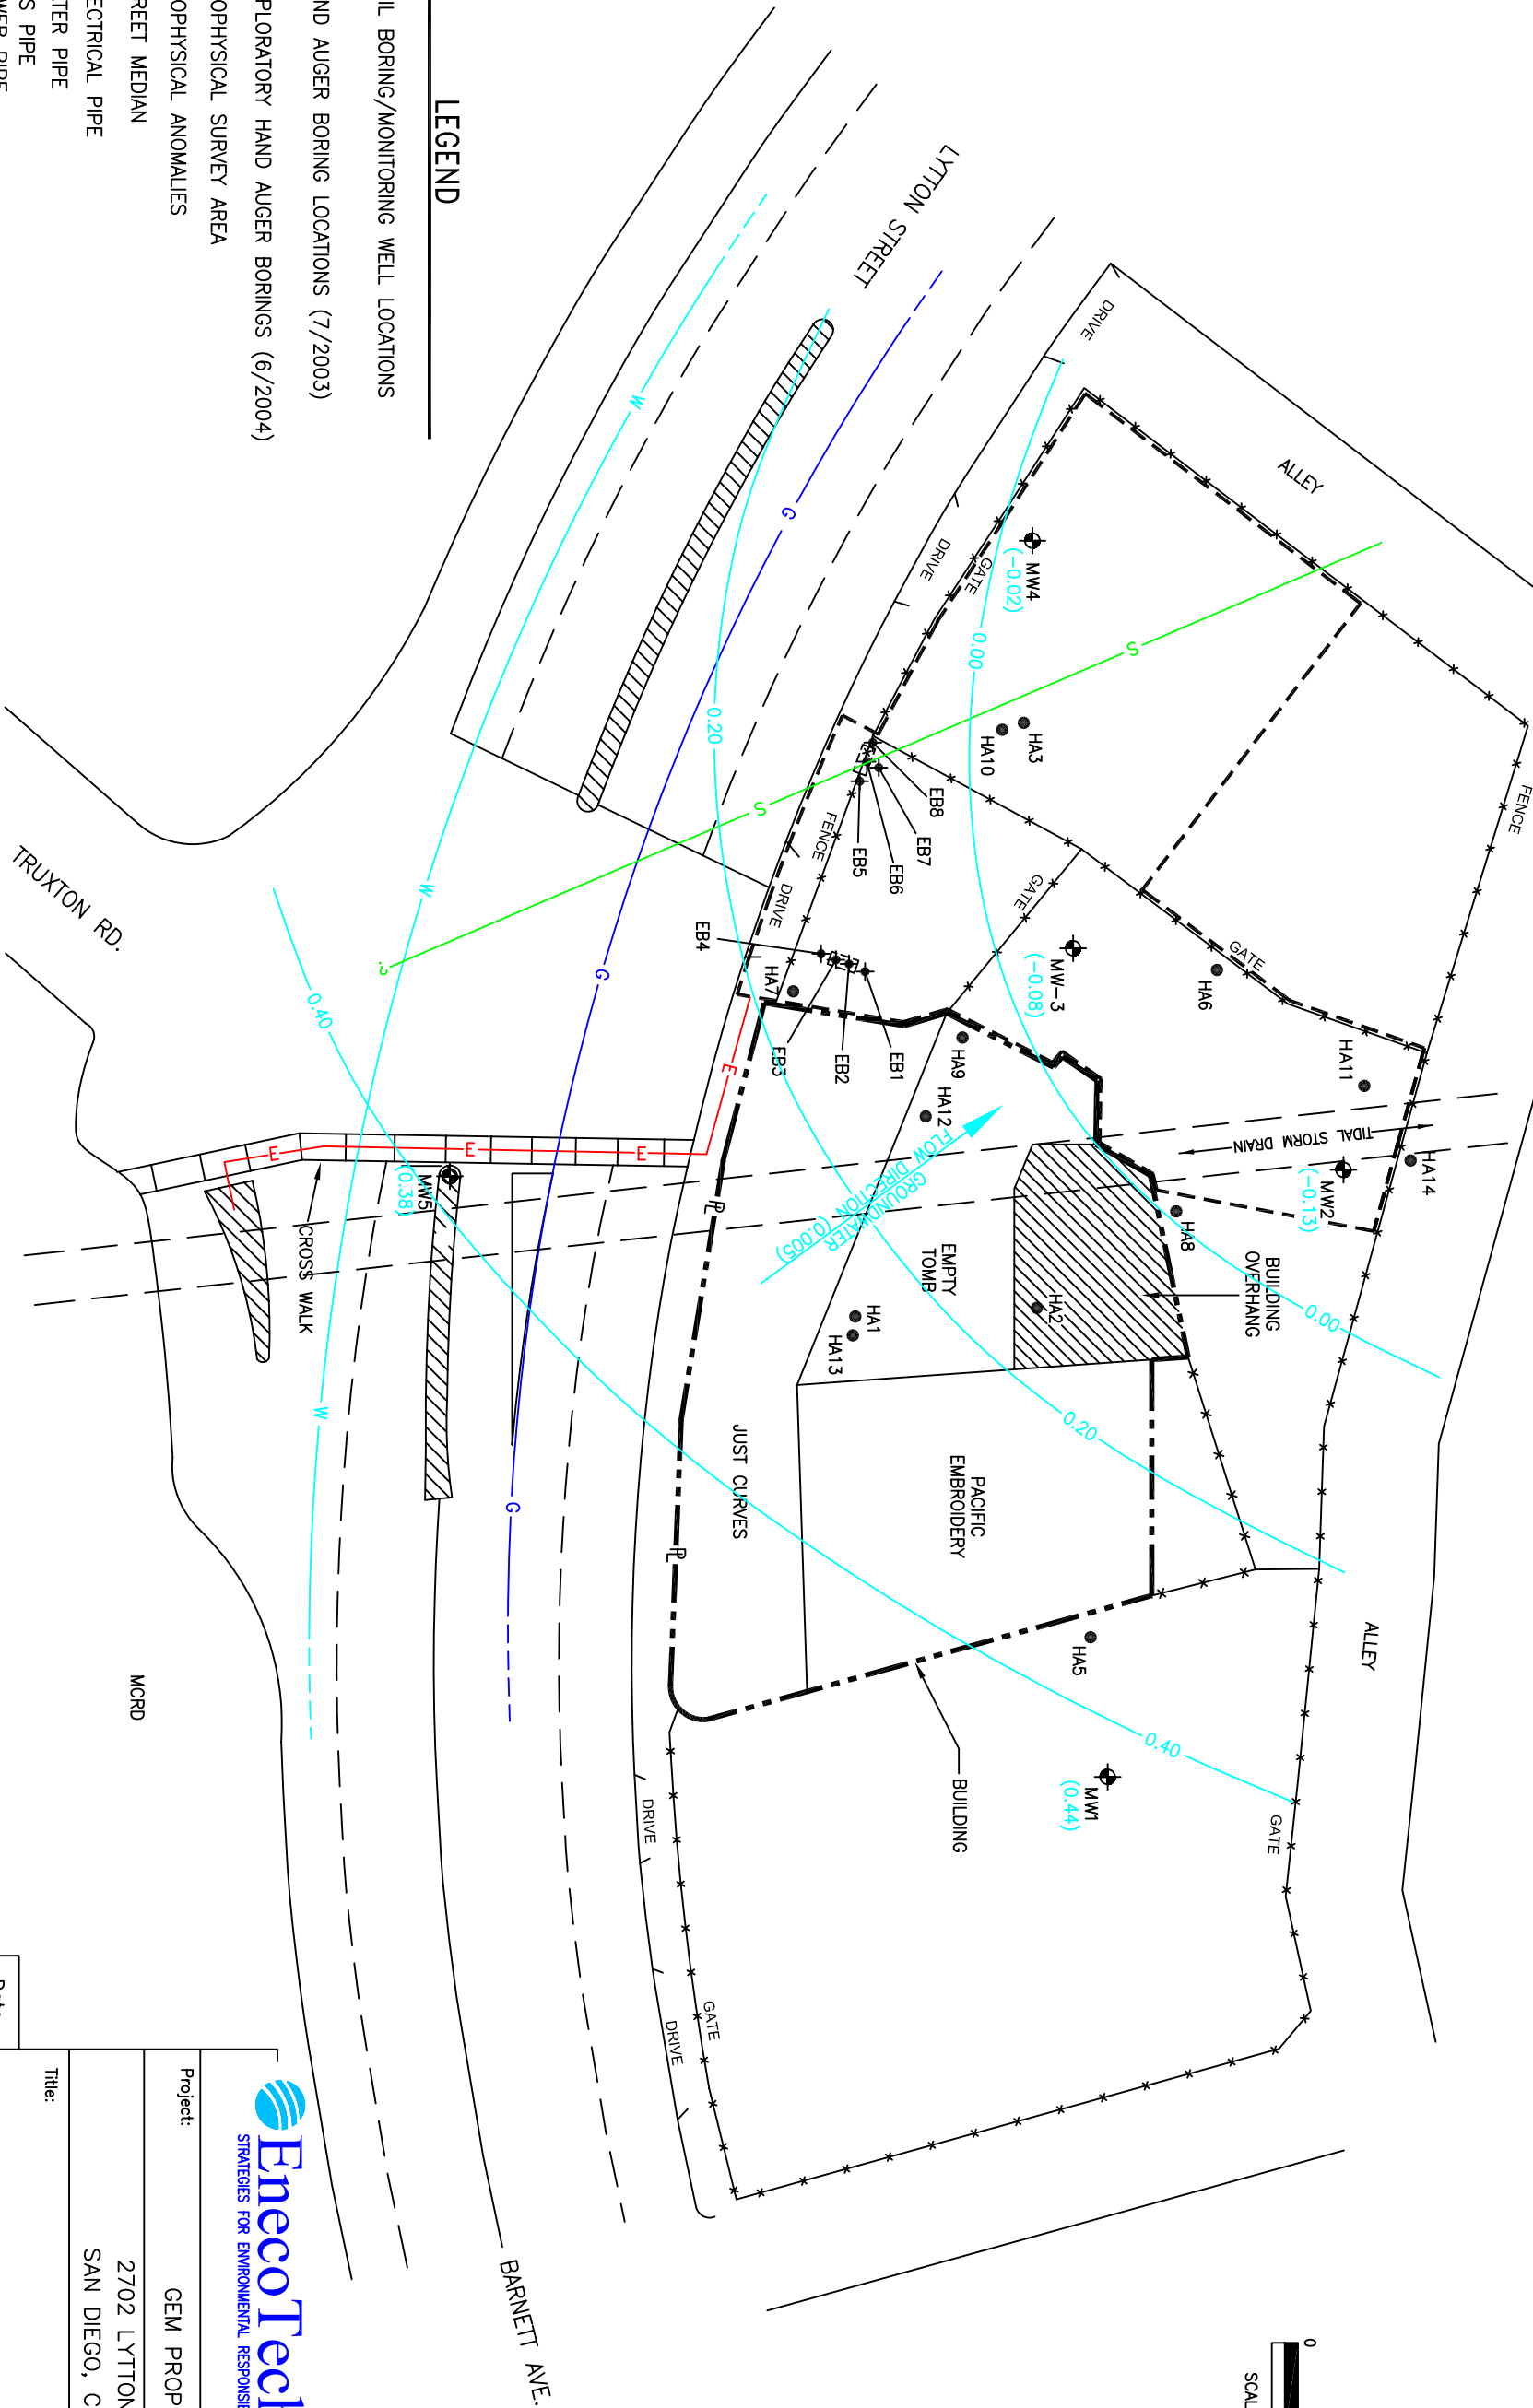 LEGEND
IL BORING/MONITORING WELL LOCATIONS
ND AUGER BORING LOCATIONS (7/2003)
PLORATORY HAND AUGER BORINGS (6/2004)
OPHYSICAL SURVEY AREA
OPHYSICAL ANOMALIES
REET MEDIAN
ECTRICAL PIPE
TER PIPE
S PIPE
WER PIPE
LYTTON STREET
DRIVE
ALLEY
FENCE
MW4
(-0.02)
GATE
DRIVE
0.00
S
W
G
HA3
HA10
0.20
S
EB8
EB7
EB6
EB5
FENCE
DRIVE
GATE
GATE
MW-3
(-0.08)
HA6
EB4
HA7
EB3
EB2
EB1
HA9
HA12
HA11
TIDAL STORM DRAIN
HA14
MW2
(-0.13)
HA8
TRUXTON RD.
W
G
S
0.40
E
E
E
E
MW5
(0.38)
CROSS WALK
GROUNDWATER
FLOW DIRECTION (0.005)
EMPTY
TOMB
BUILDING
OVERHANG
HA2
0.00
HA1
HA13
PL
0.20
W
G
JUST CURVES
PACIFIC
EMBROIDERY
PL
HA5
ALLEY
MCRD
0.40
MW1
(0.44)
BUILDING
GATE
DRIVE
GATE
DRIVE
BARNETT AVE.
0
SCAL
EnecoTech
STRATEGIES FOR ENVIRONMENTAL RESPONSIB
Project:
GEM PROP
2702 LYTTON
SAN DIEGO, C
Title: